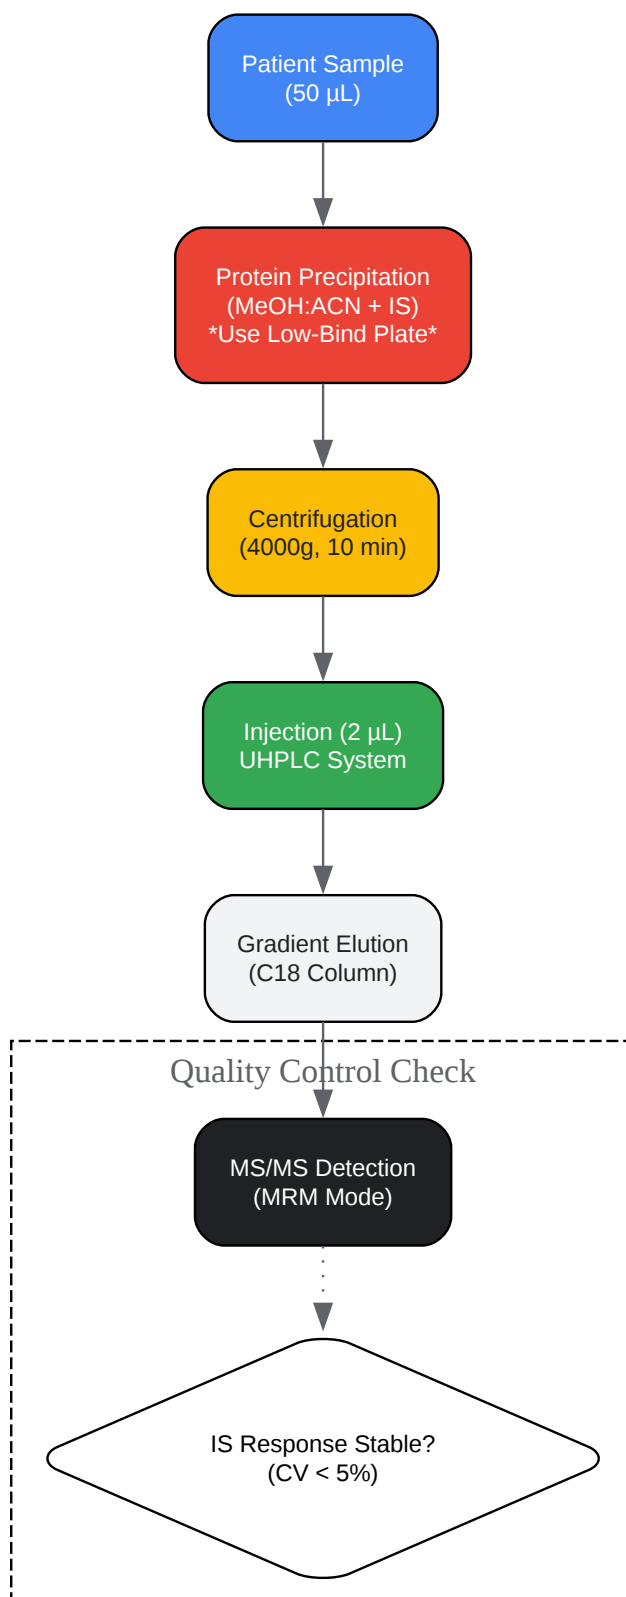 Patient Sample
(50 µL)
Protein Precipitation
(MeOH:ACN + IS)
*Use Low-Bind Plate*
Centrifugation
(4000g, 10 min)
Injection (2 µL)
UHPLC System
Gradient Elution
(C18 Column)
Quality Control Check
MS/MS Detection
(MRM Mode)
IS Response Stable?
(CV < 5%)